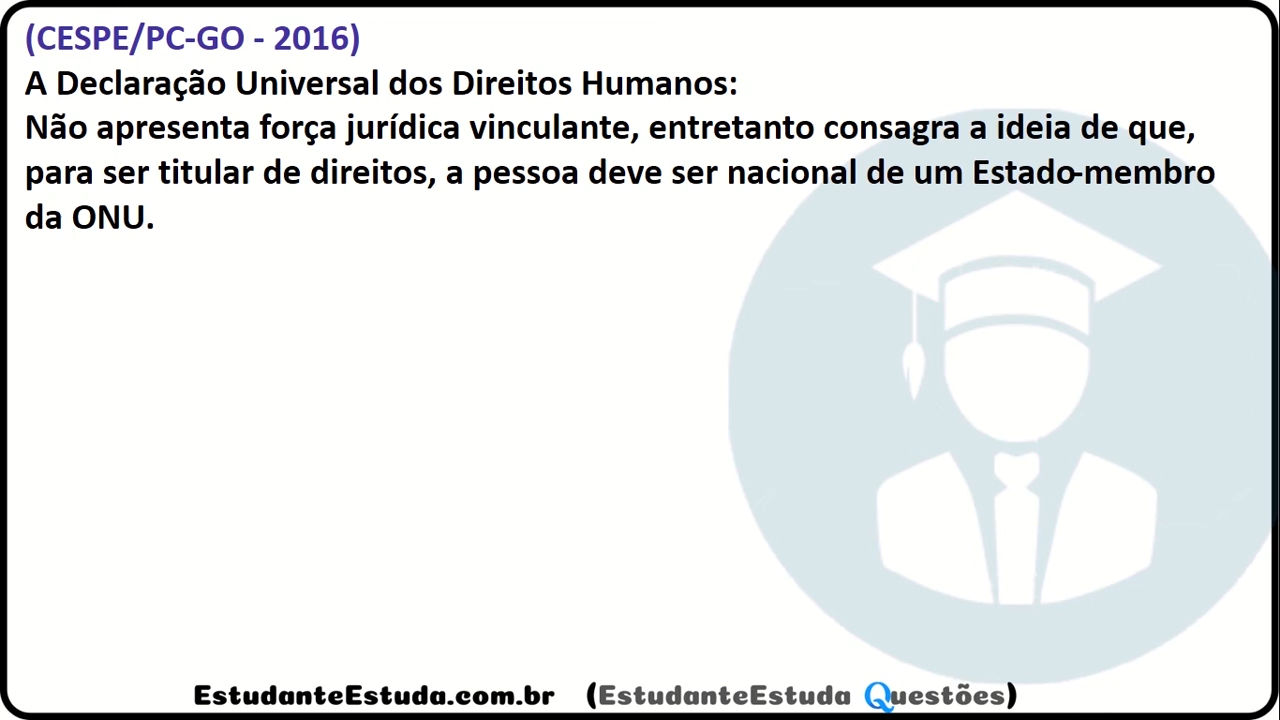 (CESPE/PC-GO - 2016)
A Declaração Universal dos Direitos Humanos:
Não apresenta força jurídica vinculante, entretanto consagra a ideia de que,
para ser titular de direitos, a pessoa deve ser nacional de um Estado-membro
da ONU.
EstudanteEstuda.com.br (EstudanteEstuda Questões)